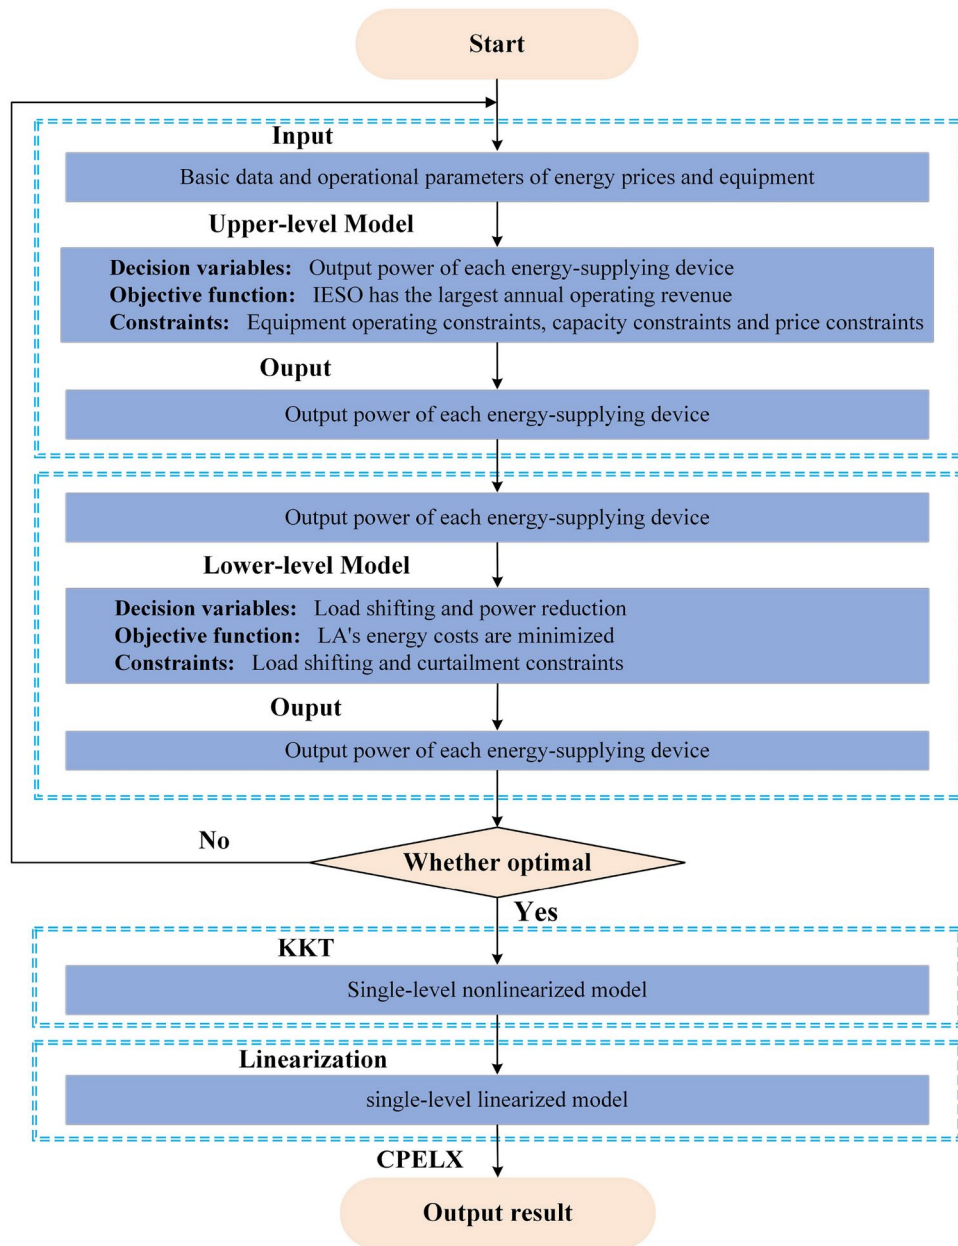 Start
Input
Basic data and operational parameters of energy prices and equipment
Upper-level Model
Decision variables: Output power of each energy-supplying device
Objective function: IESO has the largest annual operating revenue
Constraints: Equipment operating constraints, capacity constraints and price constraints
Ouput
Output power of each energy-supplying device
Output power of each energy-supplying device
Lower-level Model
Decision variables: Load shifting and power reduction
Objective function: LA's energy costs are minimized
Constraints: Load shifting and curtailment constraints
Ouput
Output power of each energy-supplying device
No
Whether optimal
Yes
KKT
Single-level nonlinearized model
Linearization
single-level linearized model
CPELX
Output result